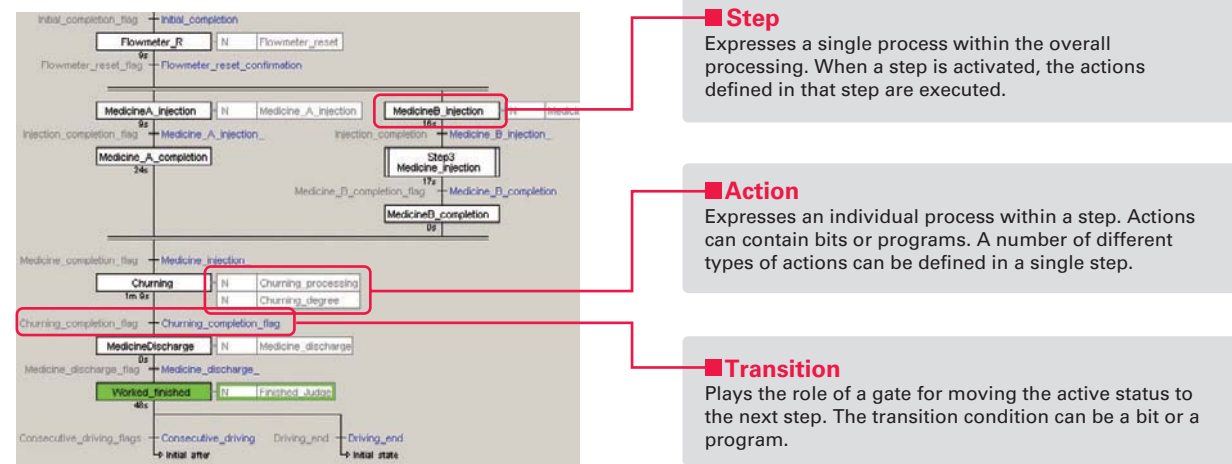 Initial_completion_flag Initial_completion
Flowmeter_R N Flowmeter_reset
9s
Flowmeter_reset_flag Flowmeter_reset_confirmation
MedicineA_injection N Medicine_A_injection MedicineB_injection N
9s 16s
Injection_completion_flag Medicine_A_injection_ Injection_completion Medicine_B_injection_
Medicine_A_completion Step3
Medicine_injection
24s 17s
Medicine_B_completion_flag Medicine_B_completion
MedicineB_completion
0s
Medicine_completion_flag Medicine_injection_
Churning N Churning_processing
1m 9s N Churning_degree
Churning_completion_flag Churning_completion_flag
MedicineDischarge N Medicine_discharge
0s
Medicine_discharge_flag Medicine_discharge_
Worked_finished N Finished_Judge
48s
Consecutive_driving_flags Consecutive_driving Driving_end Driving_end
Initial after Initial state
Step
Expresses a single process within the overall
processing. When a step is activated, the actions
defined in that step are executed.
Action
Expresses an individual process within a step. Actions
can contain bits or programs. A number of different
types of actions can be defined in a single step.
Transition
Plays the role of a gate for moving the active status to
the next step. The transition condition can be a bit or a
program.